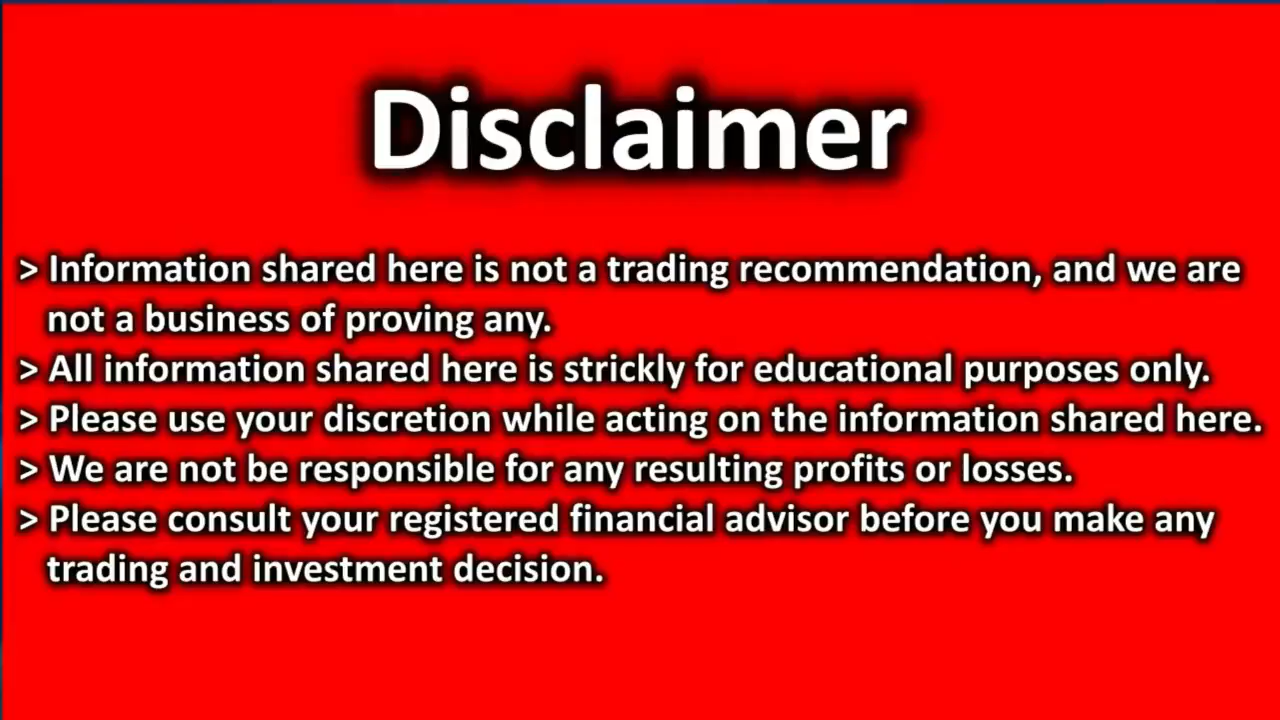 Disclaimer
> Information shared here is not a trading recommendation, and we are
not a business of proving any.
> All information shared here is strickly for educational purposes only.
> Please use your discretion while acting on the information shared here.
> We are not be responsible for any resulting profits or losses.
> Please consult your registered financial advisor before you make any
trading and investment decision.